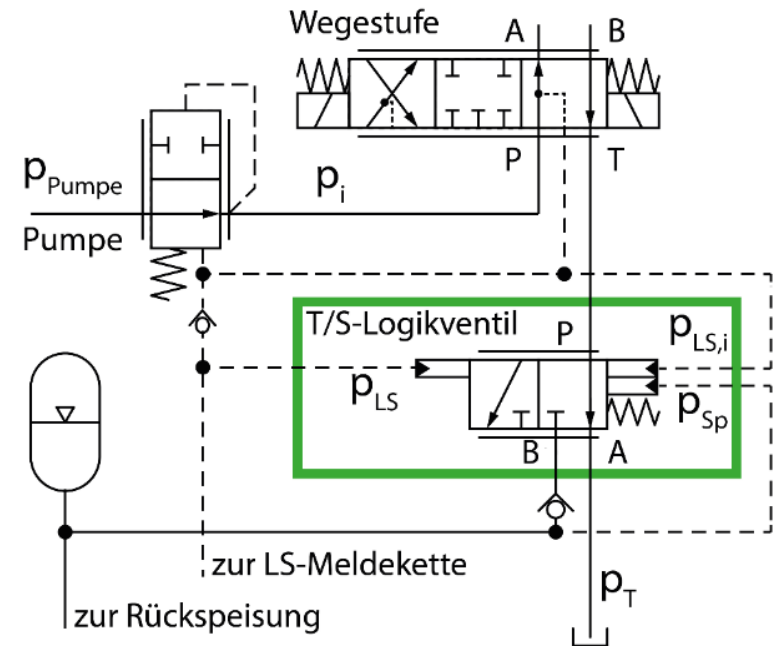 Wegestufe
A
B
p_Pumpe
Pumpe
p_i
P
T
T/S-Logikventil
P
p_LS,i
p_LS
p_Sp
B
A
zur LS-Meldekette
p_T
zur Rückspeisung